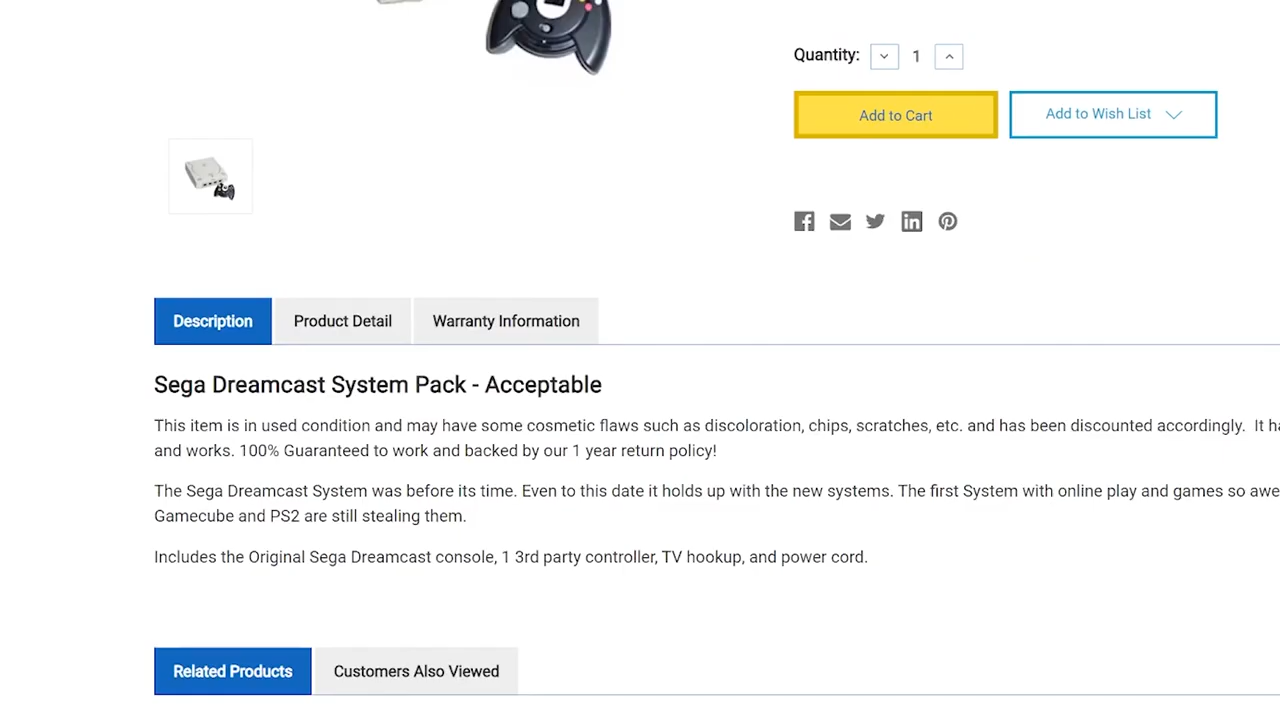 Quantity: 1
Add to Cart
Add to Wish List
Description
Product Detail
Warranty Information
Sega Dreamcast System Pack - Acceptable
This item is in used condition and may have some cosmetic flaws such as discoloration, chips, scratches, etc. and has been discounted accordingly. It
and works. 100% Guaranteed to work and backed by our 1 year return policy!
The Sega Dreamcast System was before its time. Even to this date it holds up with the new systems. The first System with online play and games so
Gamecube and PS2 are still stealing them.
Includes the Original Sega Dreamcast console, 1 3rd party controller, TV hookup, and power cord.
Related Products
Customers Also Viewed